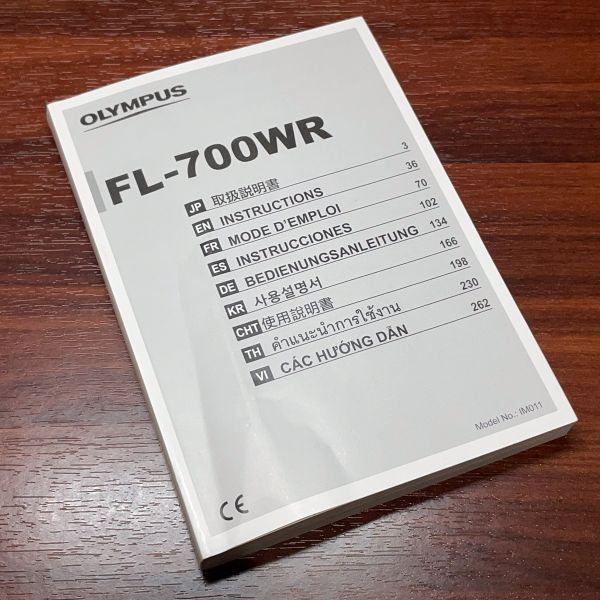 OLYMPUS
FL-700WR
JP 取扱説明書 3
EN INSTRUCTIONS 36
FR MODE D'EMPLOI 70
ES INSTRUCCIONES 102
DE BEDIENUNGSANLEITUNG 134
KR 사용설명서 166
CHT 使用說明書 198
TH คำแนะนำการใช้งาน 230
VI CÁC HƯỚNG DẪN 262
Model No.: IM011
CE